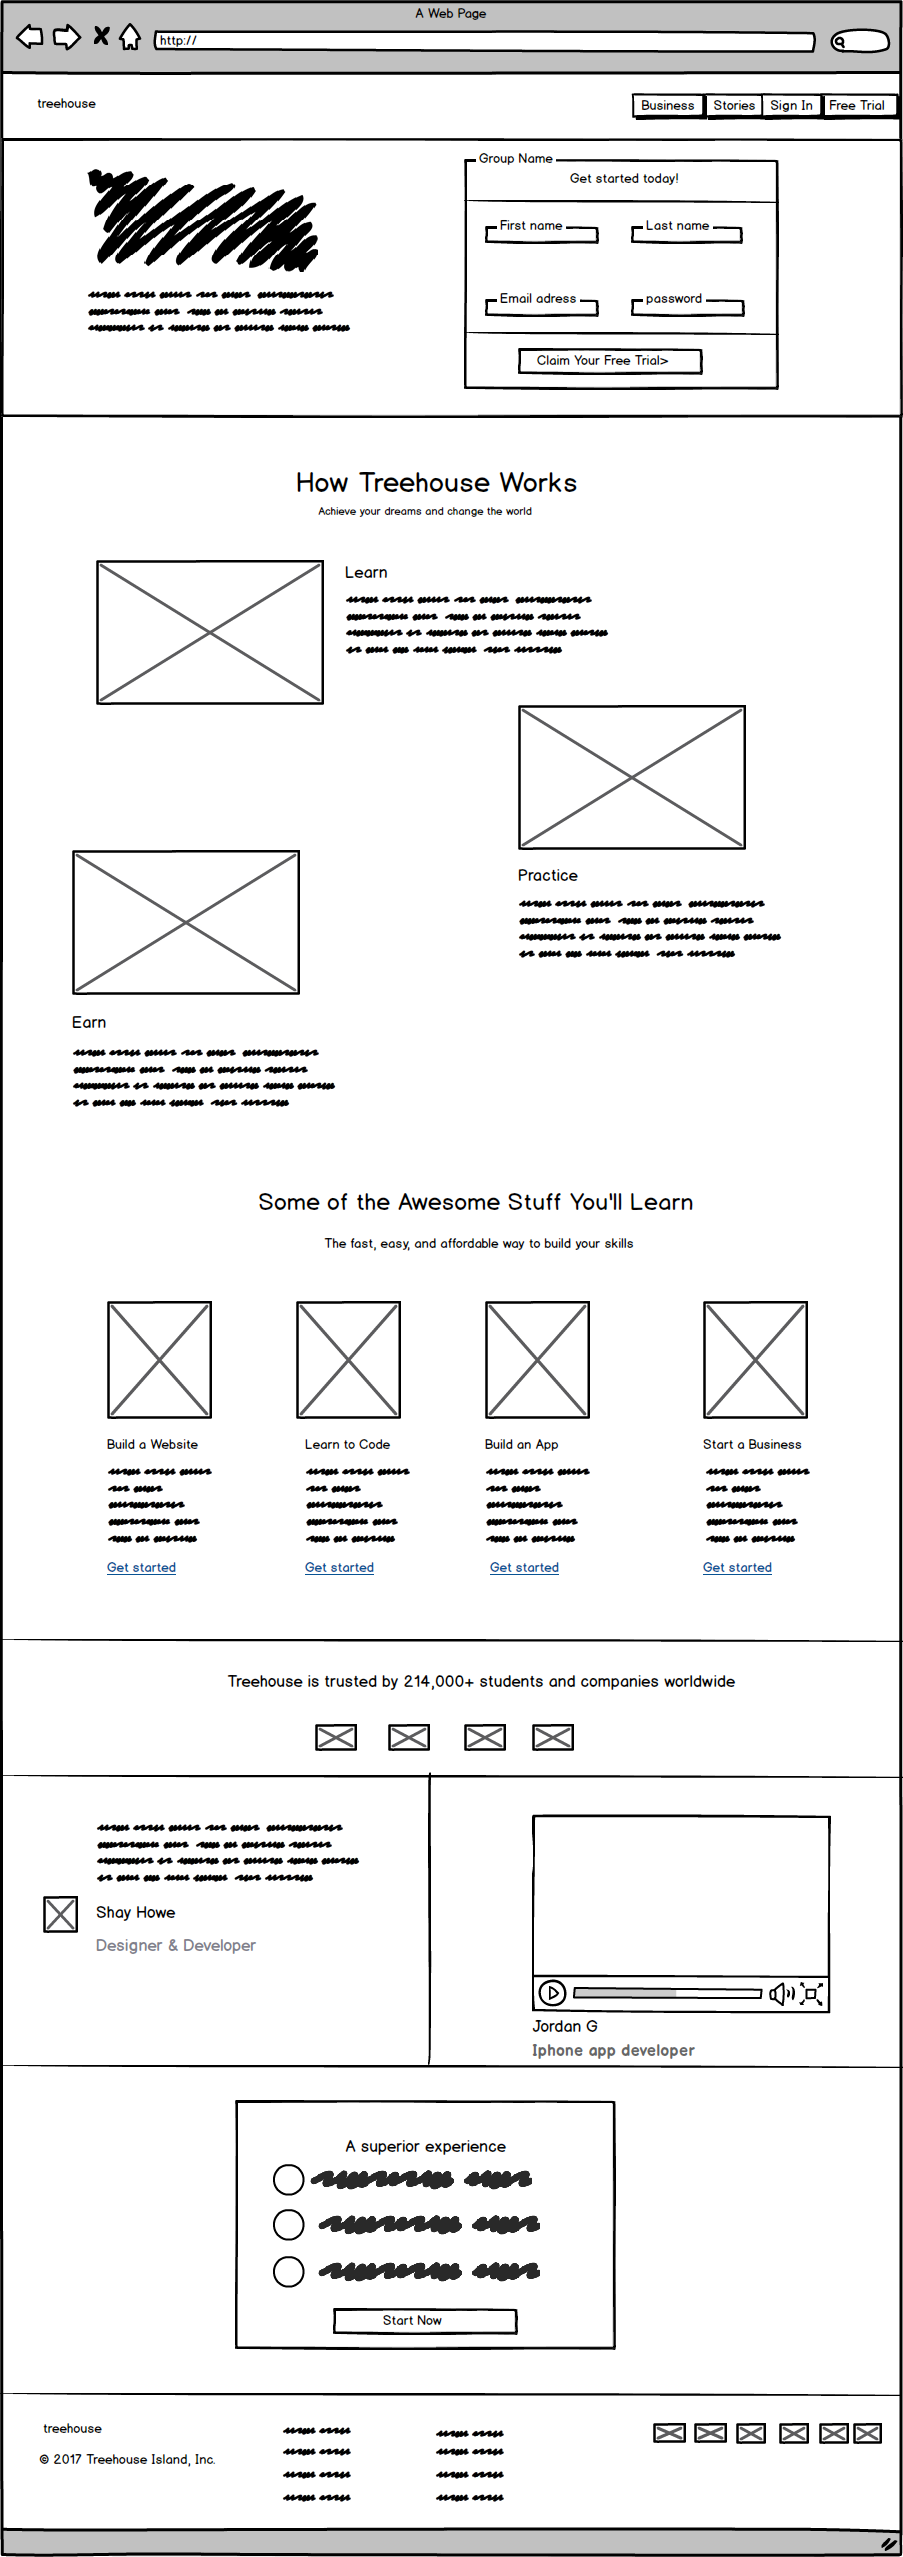 A Web Page
http://
treehouse
Business Stories Sign In Free Trial
Group Name
Get started today!
First name Last name
Email adress password
Claim Your Free Trial>
How Treehouse Works
Achieve your dreams and change the world
Learn
Practice
Earn
Some of the Awesome Stuff You'll Learn
The fast, easy, and affordable way to build your skills
Build a Website Learn to Code Build an App Start a Business
Get started Get started Get started Get started
Treehouse is trusted by 214,000+ students and companies worldwide
Shay Howe
Designer & Developer
Jordan G
Iphone app developer
A superior experience
Start Now
treehouse
© 2017 Treehouse Island, Inc.